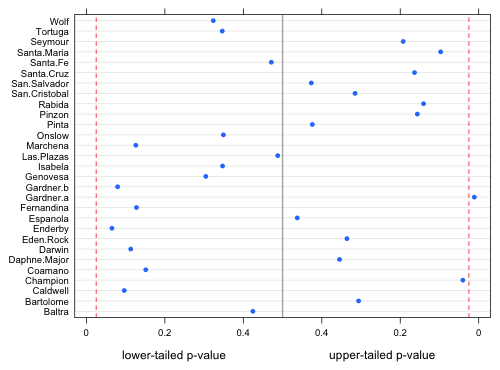 Wolf
Tortuga
Seymour
Santa.Maria
Santa.Fe
Santa.Cruz
San.Salvador
San.Cristobal
Rabida
Pinzon
Pinta
Onslow
Marchena
Las.Plazas
Isabela
Genovesa
Gardner.b
Gardner.a
Fernandina
Espanola
Enderby
Eden.Rock
Darwin
Daphne.Major
Coamano
Champion
Caldwell
Bartolome
Baltra
0 0.2 0.4 0.4 0.2 0
lower-tailed p-value upper-tailed p-value